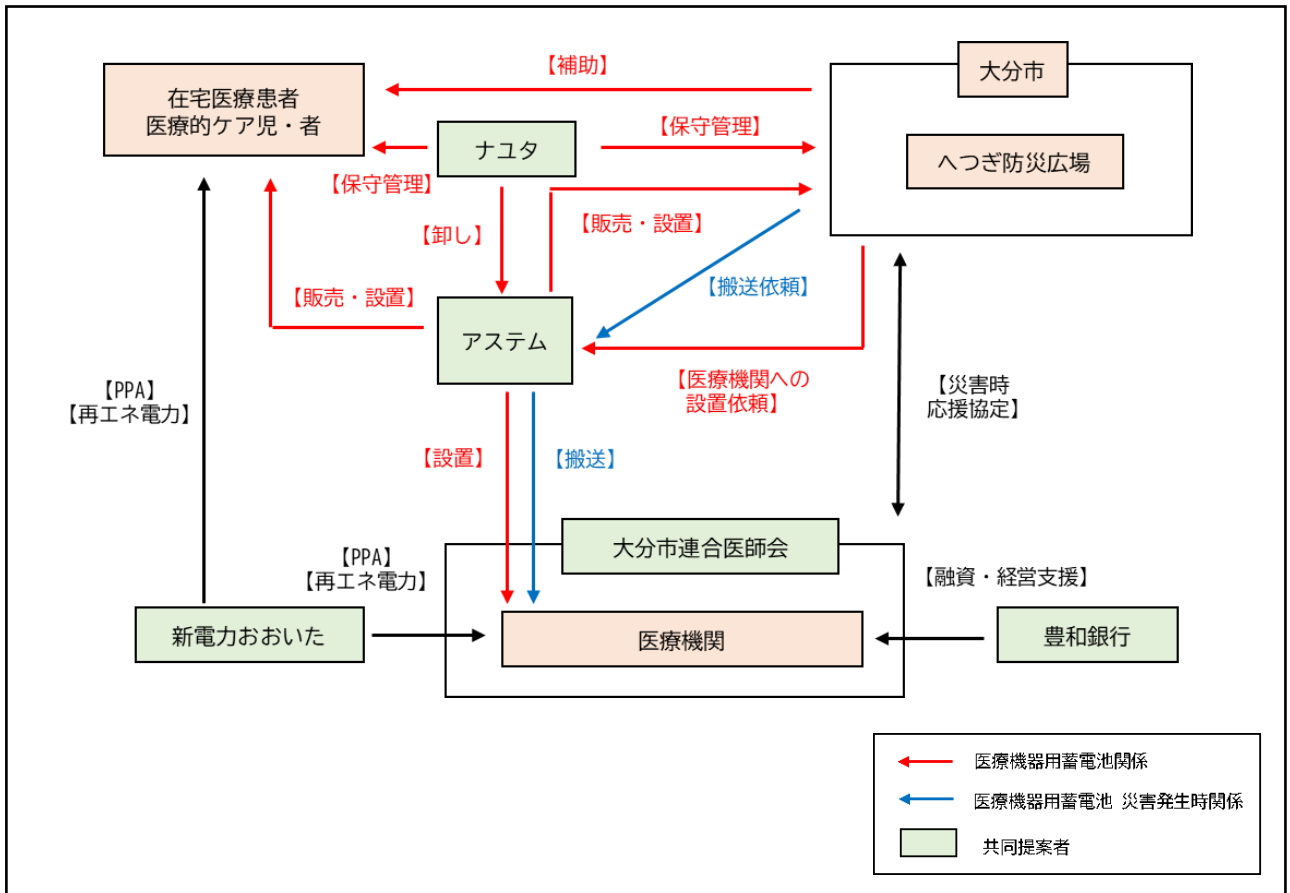 【補助】
大分市
在宅医療患者
医療的ケア児・者
ナユタ
【保守管理】
へつぎ防災広場
【保守管理】
【卸し】
【販売・設置】
【搬送依頼】
【販売・設置】
アステム
【PPA】
【再エネ電力】
【医療機関への
設置依頼】
【災害時
応援協定】
【設置】
【搬送】
大分市連合医師会
【PPA】
【再エネ電力】
【融資・経営支援】
新電力おおいた
医療機関
豊和銀行
医療機器用蓄電池関係
医療機器用蓄電池 災害発生時関係
共同提案者